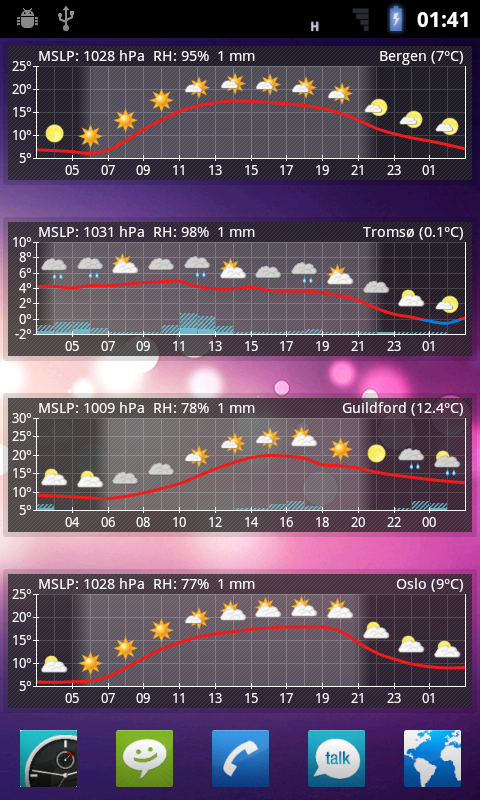 H 01:41
MSLP: 1028 hPa RH: 95% 1 mm Bergen (7°C)
25°
20°
15°
10°
5°
05 07 09 11 13 15 17 19 21 23 01
MSLP: 1031 hPa RH: 98% 1 mm Tromsø (0.1°C)
10°
8°
6°
4°
2°
0°
-2°
05 07 09 11 13 15 17 19 21 23 01
MSLP: 1009 hPa RH: 78% 1 mm Guildford (12.4°C)
30°
25°
20°
15°
10°
5°
04 06 08 10 12 14 16 18 20 22 00
MSLP: 1028 hPa RH: 77% 1 mm Oslo (9°C)
25°
20°
15°
10°
5°
05 07 09 11 13 15 17 19 21 23 01
talk